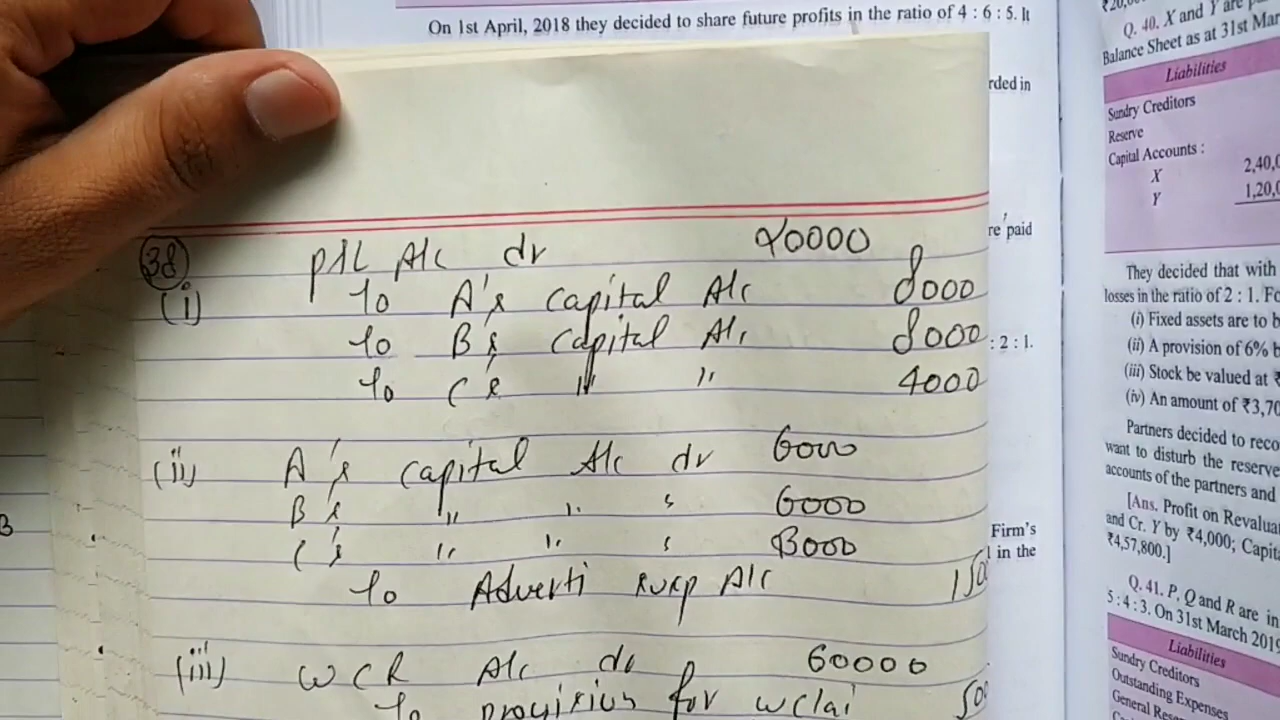 On 1st April, 2018 they decided to share future profits in the ratio of 4 : 6 : 5. It
rded in
re paid
: 2 : 1.
Firm's
in the
38
(i) P&L A/c dr 20000
To A's capital A/c 8000
To B's capital A/c 8000
To C's " " 4000
(ii) A's capital A/c dr 6000
B's " " " 6000
C's " " " 3000
To Adverti susp A/c
(iii) WCR A/c dr 60000
To provision for wclai
Q. 40. X and Y are
Balance Sheet as at 31st Mar
Liabilities
Sundry Creditors
Reserve
Capital Accounts :
X 2,40,0
Y 1,20,0
They decided that with
losses in the ratio of 2 : 1. Fo
(i) Fixed assets are to b
(ii) A provision of 6% b
(iii) Stock be valued at ₹
(iv) An amount of ₹3,70
Partners decided to reco
want to disturb the reserve
accounts of the partners and
[Ans. Profit on Revalua
and Cr. Y by ₹4,000; Capit
₹4,57,800.]
Q. 41. P, Q and R are in
5 : 4 : 3. On 31st March 2019
Liabilities
Sundry Creditors
Outstanding Expenses
General Rese